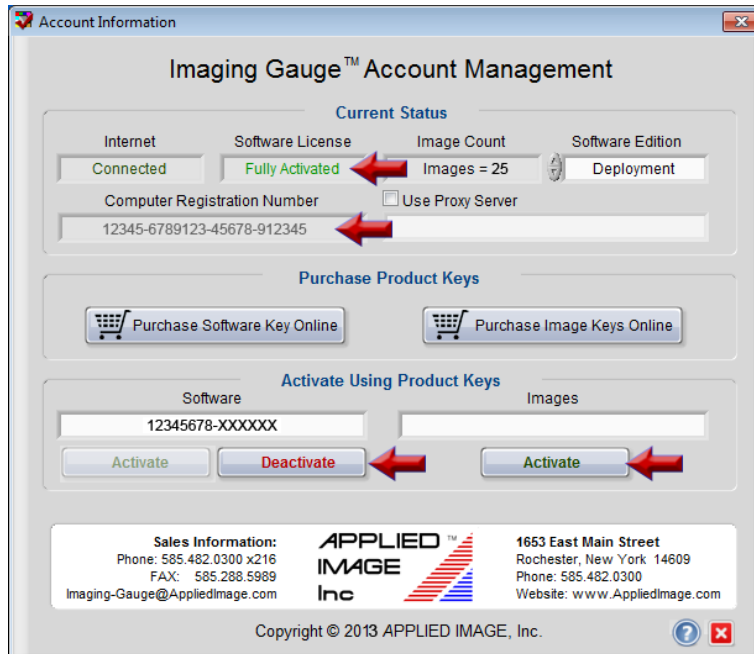 Account Information
Imaging Gauge™ Account Management
Current Status
Internet Software License Image Count Software Edition
Connected Fully Activated Images = 25 Deployment
Computer Registration Number Use Proxy Server
12345-6789123-45678-912345
Purchase Product Keys
Purchase Software Key Online Purchase Image Keys Online
Activate Using Product Keys
Software Images
12345678-XXXXXX
Activate Deactivate Activate
Sales Information:
Phone: 585.482.0300 x216
FAX: 585.288.5989
Imaging-Gauge@AppliedImage.com
APPLIED ™
IMAGE
Inc
1653 East Main Street
Rochester, New York 14609
Phone: 585.482.0300
Website: www.AppliedImage.com
Copyright © 2013 APPLIED IMAGE, Inc.
?